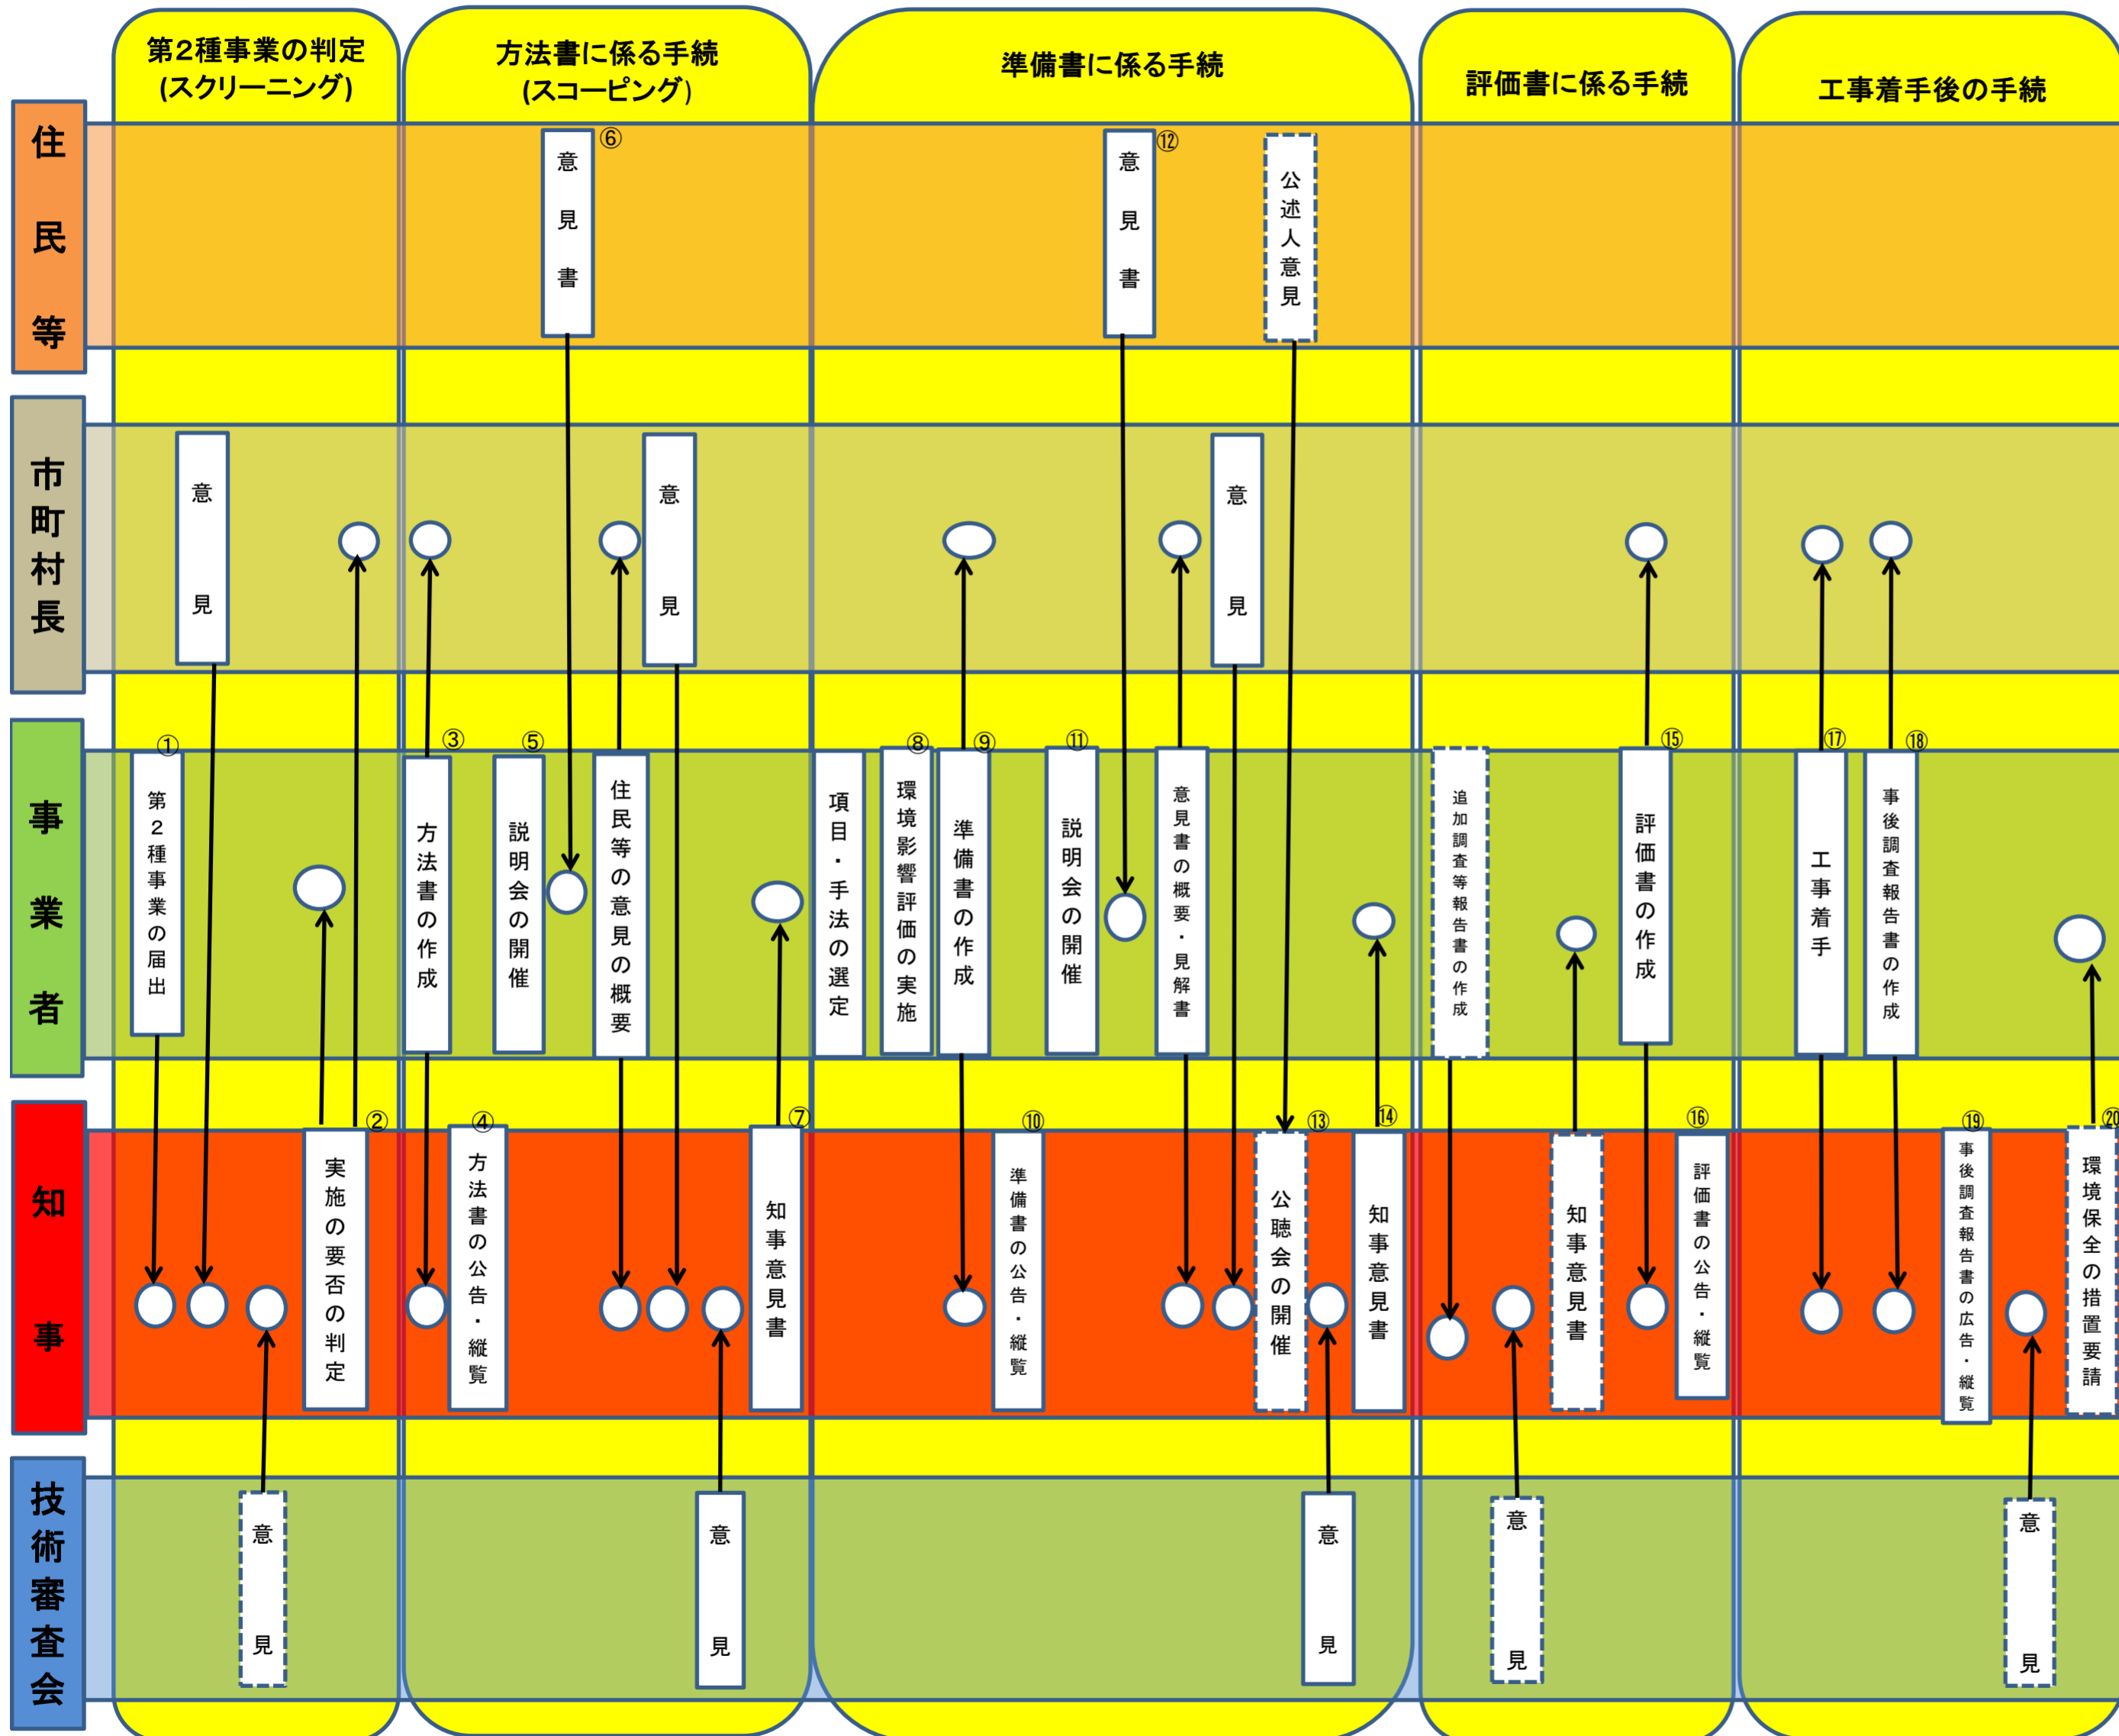 第２種事業の判定
(スクリーニング)
方法書に係る手続
(スコーピング)
準備書に係る手続
評価書に係る手続
工事着手後の手続
住民等
意見書
⑥
意見書
⑫
公述人意見
市町村長
意見
意見
意見
事業者
①
第２種事業の届出
③
方法書の作成
⑤
説明会の開催
住民等の意見の概要
項目・手法の選定
⑧
環境影響評価の実施
⑨
準備書の作成
⑪
説明会の開催
意見書の概要・見解書
追加調査等報告書の作成
⑮
評価書の作成
⑰
工事着手
⑱
事後調査報告書の作成
知事
②
実施の要否の判定
④
方法書の公告・縦覧
⑦
知事意見書
⑩
準備書の公告・縦覧
⑬
公聴会の開催
⑭
知事意見書
知事意見書
⑯
評価書の公告・縦覧
⑲
事後調査報告書の広告・縦覧
⑳
環境保全の措置要請
技術審査会
意見
意見
意見
意見
意見